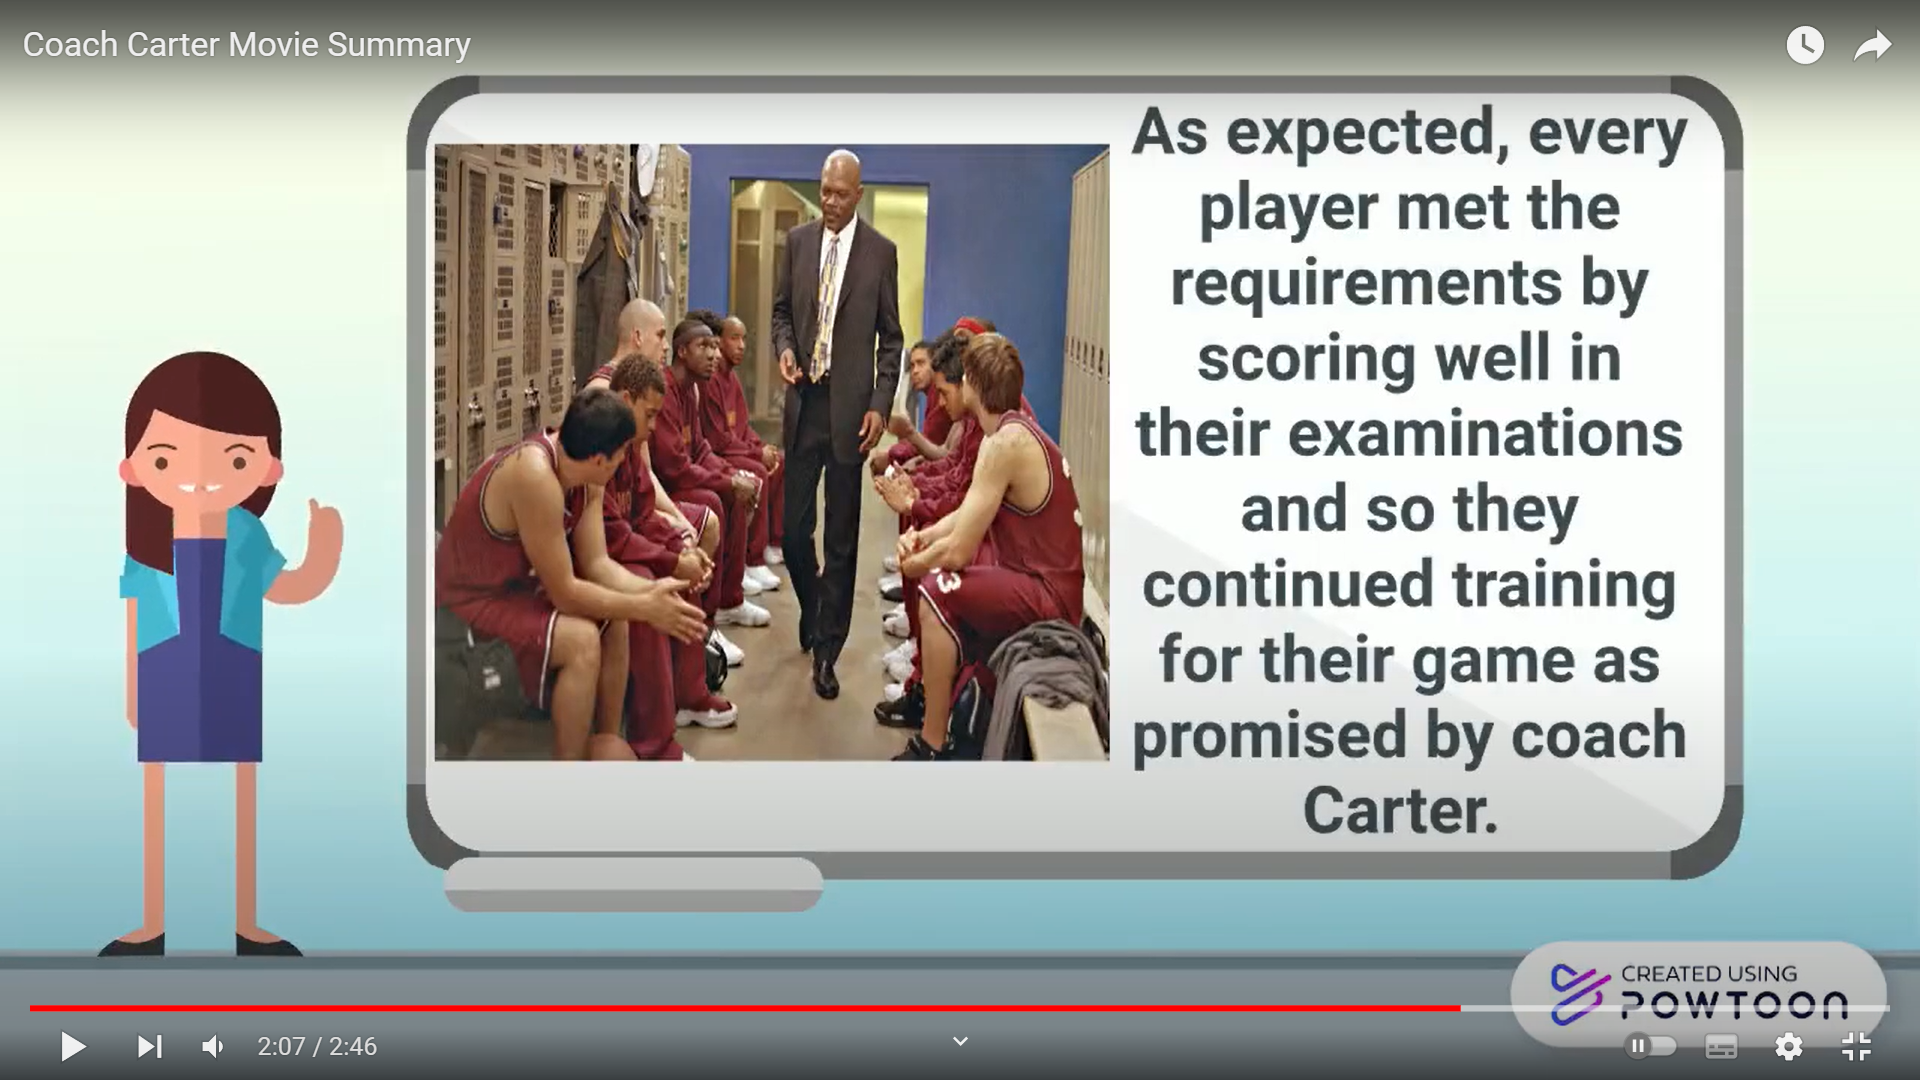 Coach Carter Movie Summary
As expected, every
player met the
requirements by
scoring well in
their examinations
and so they
continued training
for their game as
promised by coach
Carter.
CREATED USING
POWTOON
2:07 / 2:46